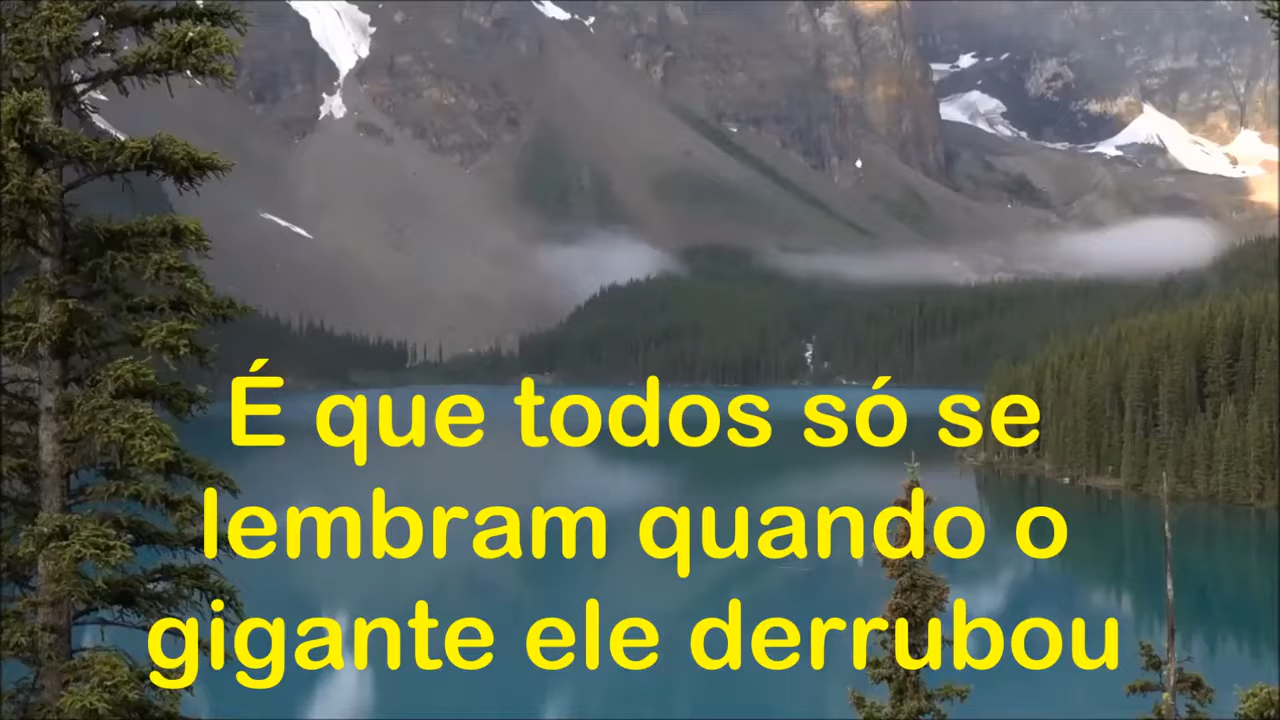 É que todos só se
lembram quando o
gigante ele derrubou